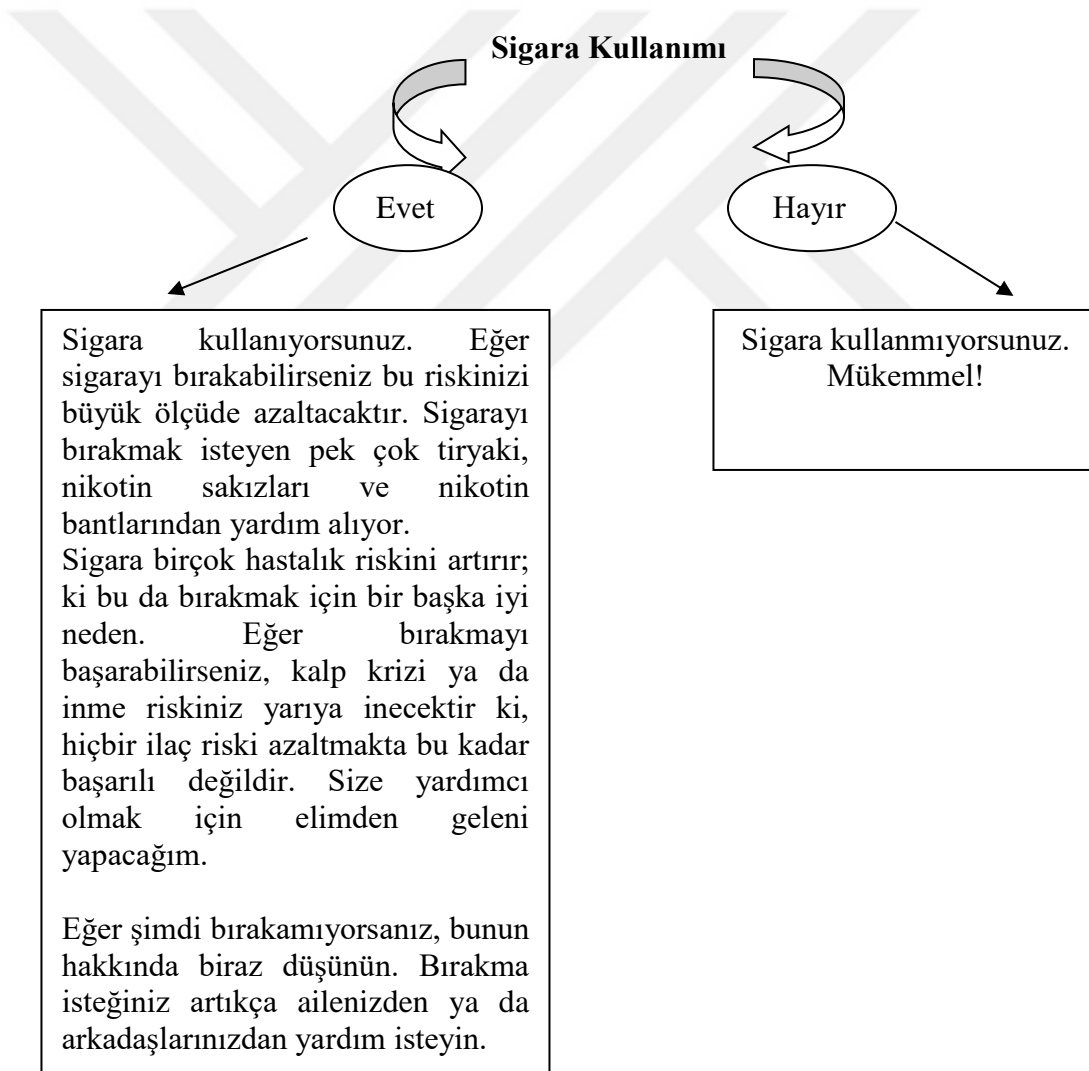 Sigara Kullanımı
Evet
Hayır
Sigara kullanıyorsunuz. Eğer
sigarayı bırakabilirseniz bu riskinizi
büyük ölçüde azaltacaktır. Sigarayı
bırakmak isteyen pek çok tiryaki,
nikotin sakızları ve nikotin
bantlarından yardım alıyor.
Sigara birçok hastalık riskini artırır;
ki bu da bırakmak için bir başka iyi
neden. Eğer bırakmayı
başarabilirseniz, kalp krizi ya da
inme riskiniz yarıya inecektir ki,
hiçbir ilaç riski azaltmakta bu kadar
başarılı değildir. Size yardımcı
olmak için elimden geleni
yapacağım.
Eğer şimdi bırakamıyorsanız, bunun
hakkında biraz düşünün. Bırakma
isteğiniz artıkça ailenizden ya da
arkadaşlarınızdan yardım isteyin.
Sigara kullanmıyorsunuz.
Mükemmel!